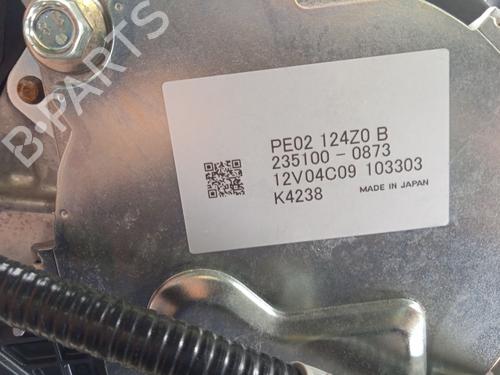 B-PARTS
PE02 124Z0 B
235100-0873
12V04C09 103303
K4238 MADE IN JAPAN